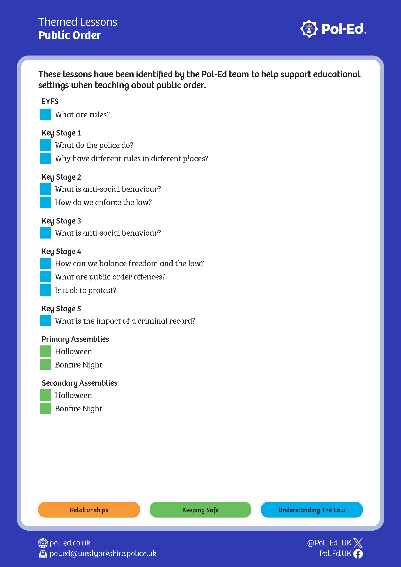 Themed Lessons
Public Order
Pol-Ed.
These lessons have been identified by the Pol-Ed team to help support educational
settings when teaching about public order.
EYFS
What are rules?
Key Stage 1
What do the police do?
Why have different rules in different places?
Key Stage 2
What is anti-social behaviour?
How do we enforce the law?
Key Stage 3
What is anti-social behaviour?
Key Stage 4
How can we balance freedom and the law?
What are public order offences?
Is it ok to protest?
Key Stage 5
What is the impact of a criminal record?
Primary Assemblies
Halloween
Bonfire Night
Secondary Assemblies
Halloween
Bonfire Night
Relationships
Keeping Safe
Understanding The Law
pol-ed.co.uk
@Pol_Ed_UK
pol.ed@westyorkshire.police.uk
Pol.Ed.UK